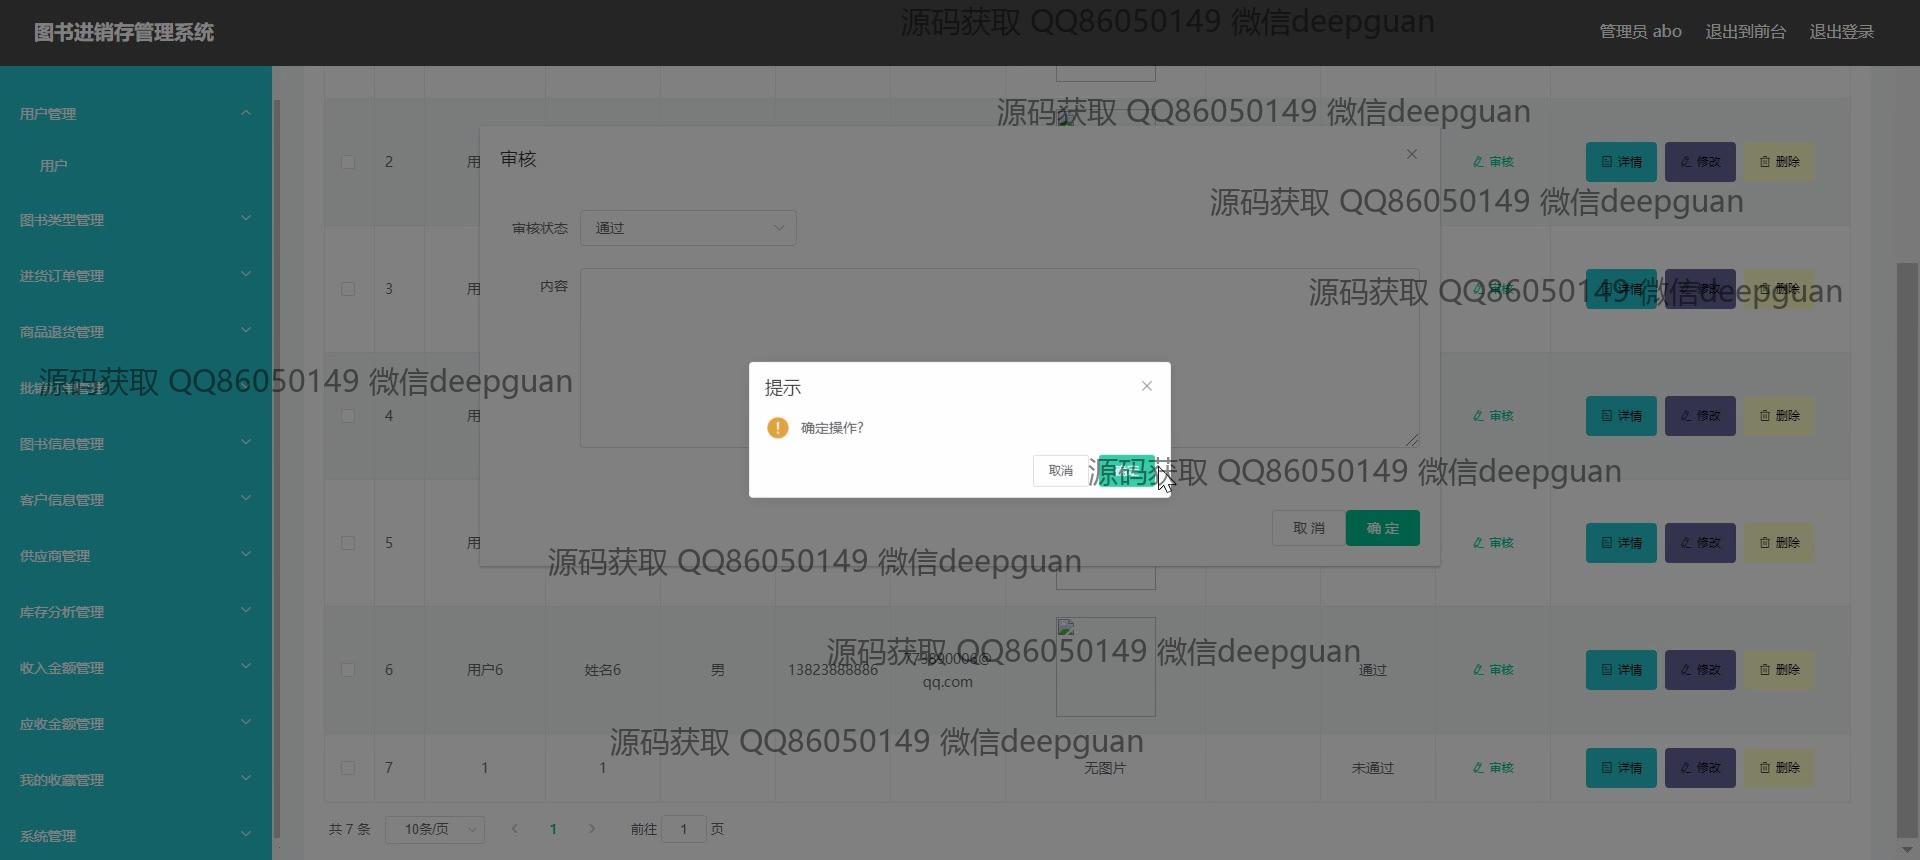 图书进销存管理系统
源码获取 QQ86050149 微信deepguan
管理员 abo
退出到前台
退出登录
用户管理
用户
图书类型管理
进货订单管理
商品退货管理
图书信息管理
客户信息管理
供应商管理
库存分析管理
收入金额管理
应收金额管理
我的收藏管理
系统管理
源码获取 QQ86050149 微信deepguan
2 用 审核 详情 修改 删除
源码获取 QQ86050149 微信deepguan
3 用 详情 修改 删除
源码获取 QQ86050149 微信deepguan
源码获取 QQ86050149 微信deepguan
4 用 审核 详情 修改 删除
5 用 审核 详情 修改 删除
审核
审核状态 通过
内容
提示
确定操作?
取消
源码获取 QQ86050149 微信deepguan
取 消 确 定
源码获取 QQ86050149 微信deepguan
源码获取 QQ86050149 微信deepguan
6 用户6 姓名6 男 13823888886 通过 审核 详情 修改 删除
qq.com
源码获取 QQ86050149 微信deepguan
7 1 1 无图片 未通过 审核 详情 修改 删除
共 7 条 10条/页 1 前往 1 页